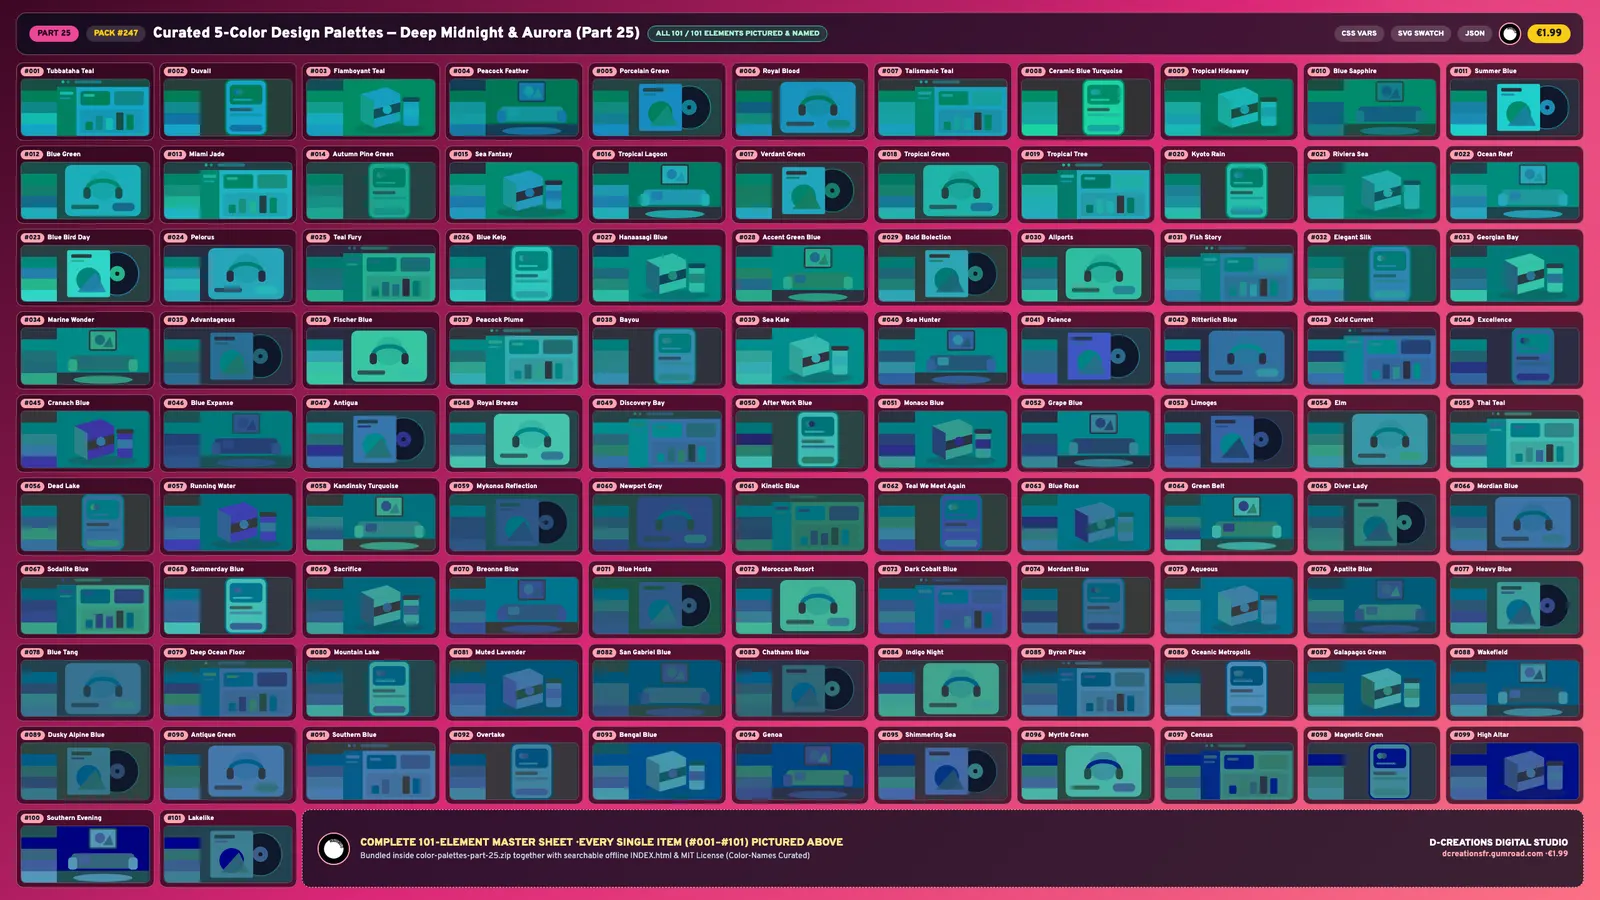 PART 25
PACK #247
Curated 5-Color Design Palettes – Deep Midnight & Aurora (Part 25)
ALL 101 / 101 ELEMENTS PICTURED & NAMED
CSS VARS
SVG SWATCH
JSON
€1.99
#001 Tubbataha Teal
#002 Duvall
#003 Flamboyant Teal
#004 Peacock Feather
#005 Porcelain Green
#006 Royal Blood
#007 Talismanic Teal
#008 Ceramic Blue Turquoise
#009 Tropical Hideaway
#010 Blue Sapphire
#011 Summer Blue
#012 Blue Green
#013 Miami Jade
#014 Autumn Pine Green
#015 Sea Fantasy
#016 Tropical Lagoon
#017 Verdant Green
#018 Tropical Green
#019 Tropical Tree
#020 Kyoto Rain
#021 Riviera Sea
#022 Ocean Reef
#023 Blue Bird Day
#024 Pelorus
#025 Teal Fury
#026 Blue Kelp
#027 Hanaasagi Blue
#028 Accent Green Blue
#029 Bold Bolection
#030 Allports
#031 Fish Story
#032 Elegant Silk
#033 Georgian Bay
#034 Marine Wonder
#035 Advantageous
#036 Fischer Blue
#037 Peacock Plume
#038 Bayou
#039 Sea Kale
#040 Sea Hunter
#041 Faience
#042 Ritterlich Blue
#043 Cold Current
#044 Excellence
#045 Cranach Blue
#046 Blue Expanse
#047 Antigua
#048 Royal Breeze
#049 Discovery Bay
#050 After Work Blue
#051 Monaco Blue
#052 Grape Blue
#053 Limoges
#054 Elm
#055 Thai Teal
#056 Dead Lake
#057 Running Water
#058 Kandinsky Turquoise
#059 Mykonos Reflection
#060 Newport Grey
#061 Kinetic Blue
#062 Teal We Meet Again
#063 Blue Rose
#064 Green Belt
#065 Diver Lady
#066 Mordian Blue
#067 Sodalite Blue
#068 Summerday Blue
#069 Sacrifice
#070 Breonne Blue
#071 Blue Hosta
#072 Moroccan Resort
#073 Dark Cobalt Blue
#074 Mordant Blue
#075 Aqueous
#076 Apatite Blue
#077 Heavy Blue
#078 Blue Tang
#079 Deep Ocean Floor
#080 Mountain Lake
#081 Muted Lavender
#082 San Gabriel Blue
#083 Chathams Blue
#084 Indigo Night
#085 Byron Place
#086 Oceanic Metropolis
#087 Galapagos Green
#088 Wakefield
#089 Dusky Alpine Blue
#090 Antique Green
#091 Southern Blue
#092 Overtake
#093 Bengal Blue
#094 Genoa
#095 Shimmering Sea
#096 Myrtle Green
#097 Census
#098 Magnetic Green
#099 High Altar
#100 Southern Evening
#101 Lakelike
COMPLETE 101-ELEMENT MASTER SHEET · EVERY SINGLE ITEM (#001–#101) PICTURED ABOVE
Bundled inside color-palettes-part-25.zip together with searchable offline INDEX.html & MIT License (Color-Names Curated)
D-CREATIONS DIGITAL STUDIO
dcreationsfr.gumroad.com · €1.99